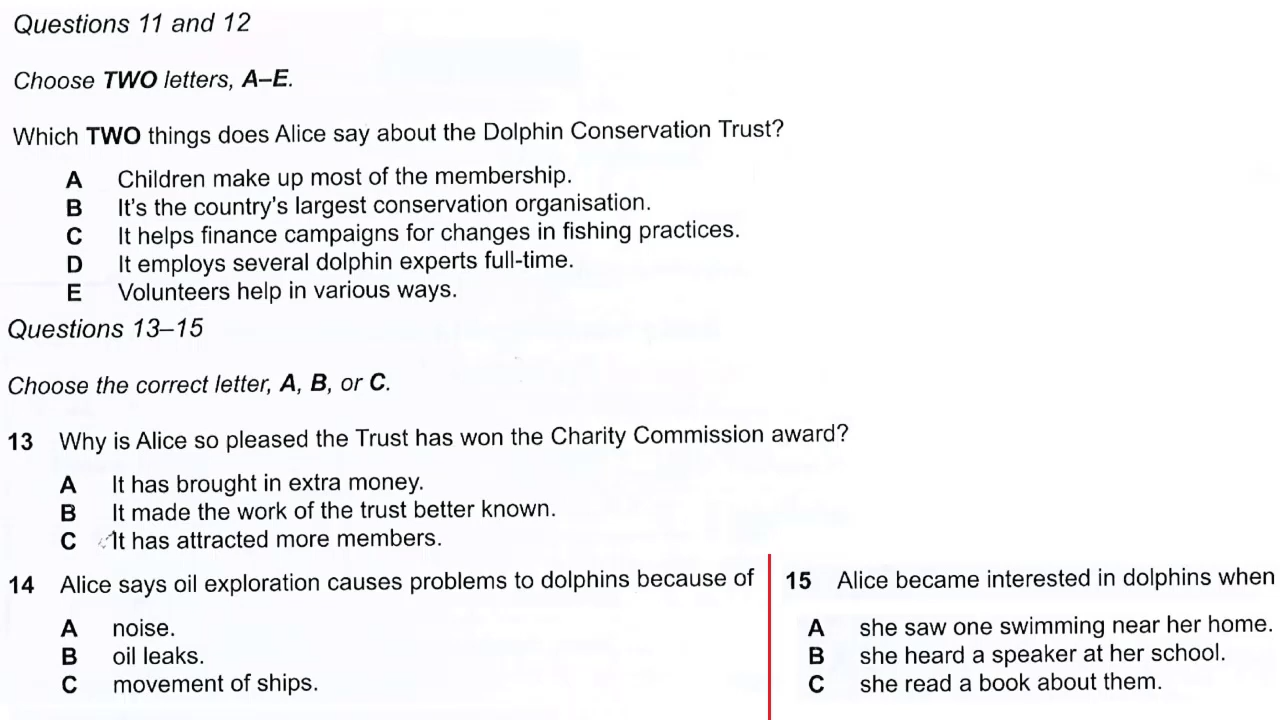 Questions 11 and 12
Choose TWO letters, A–E.
Which TWO things does Alice say about the Dolphin Conservation Trust?
A Children make up most of the membership.
B It's the country's largest conservation organisation.
C It helps finance campaigns for changes in fishing practices.
D It employs several dolphin experts full-time.
E Volunteers help in various ways.
Questions 13–15
Choose the correct letter, A, B, or C.
13 Why is Alice so pleased the Trust has won the Charity Commission award?
A It has brought in extra money.
B It made the work of the trust better known.
C It has attracted more members.
14 Alice says oil exploration causes problems to dolphins because of
A noise.
B oil leaks.
C movement of ships.
15 Alice became interested in dolphins when
A she saw one swimming near her home.
B she heard a speaker at her school.
C she read a book about them.